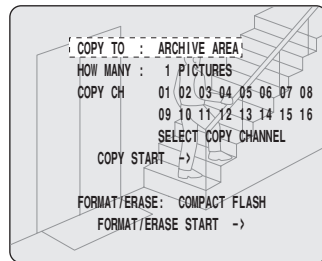 COPY TO : ARCHIVE AREA
HOW MANY : 1 PICTURES
COPY CH 01 02 03 04 05 06 07 08
09 10 11 12 13 14 15 16
SELECT COPY CHANNEL
COPY START ->
FORMAT/ERASE: COMPACT FLASH
FORMAT/ERASE START ->